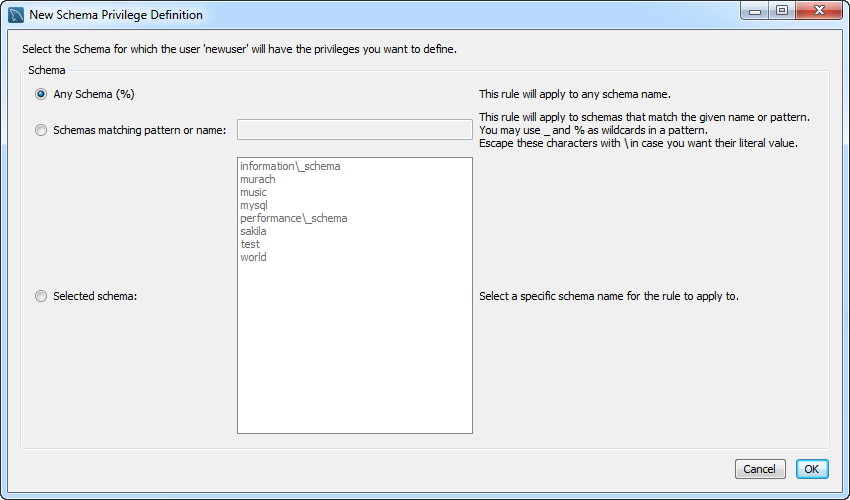 New Schema Privilege Definition
Select the Schema for which the user 'newuser' will have the privileges you want to define.
Schema
Any Schema (%)
This rule will apply to any schema name.
Schemas matching pattern or name:
This rule will apply to schemas that match the given name or pattern.
You may use _ and % as wildcards in a pattern.
Escape these characters with \ in case you want their literal value.
information\_schema
murach
music
mysql
performance\_schema
sakila
test
world
Selected schema:
Select a specific schema name for the rule to apply to.
Cancel
OK